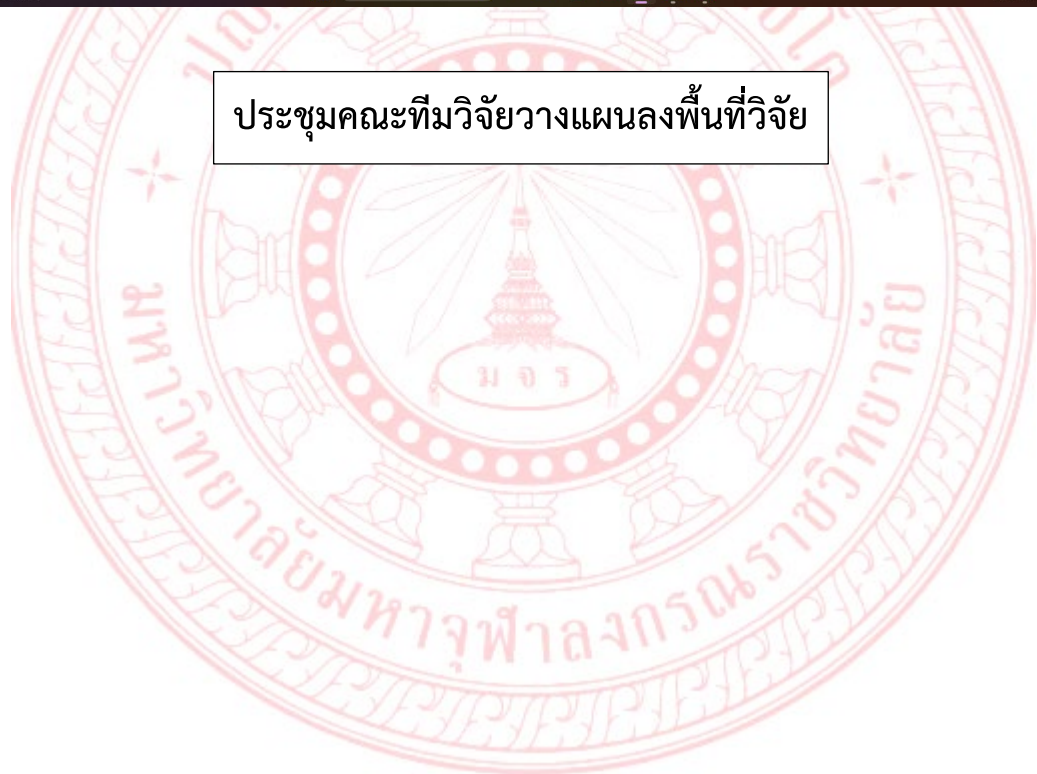 ประชุมคณะทีมวิจัยวางแผนลงพื้นที่วิจัย
ม จ ร
มหาวิทยาลัยมหาจุฬาลงกรณราชวิทยาลัย